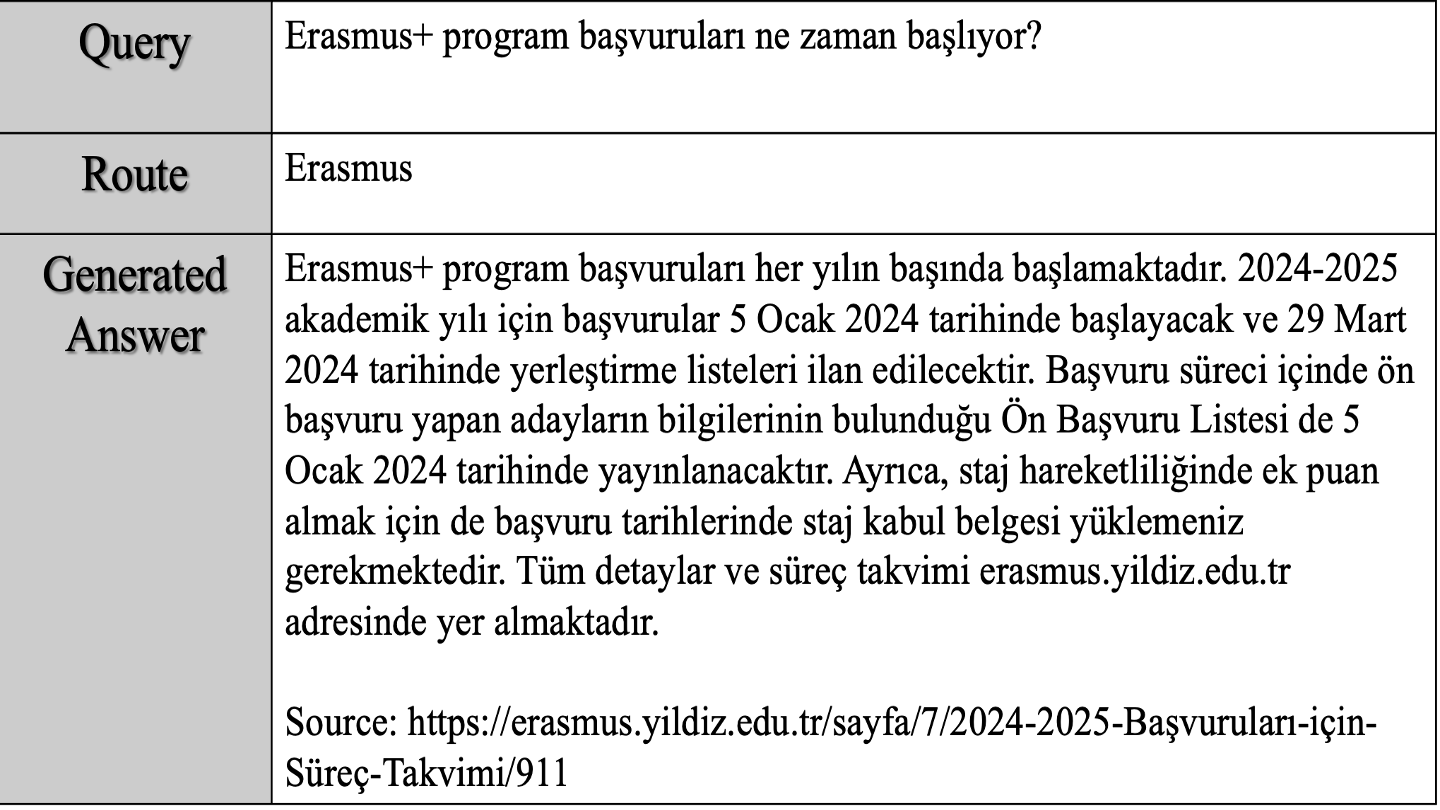 Query
Erasmus+ program başvuruları ne zaman başlıyor?
Route
Erasmus
Generated
Answer
Erasmus+ program başvuruları her yılın başında başlamaktadır. 2024-2025
akademik yılı için başvurular 5 Ocak 2024 tarihinde başlayacak ve 29 Mart
2024 tarihinde yerleştirme listeleri ilan edilecektir. Başvuru süreci içinde ön
başvuru yapan adayların bilgilerinin bulunduğu Ön Başvuru Listesi de 5
Ocak 2024 tarihinde yayınlanacaktır. Ayrıca, staj hareketliliğinde ek puan
almak için de başvuru tarihlerinde staj kabul belgesi yüklemeniz
gerekmektedir. Tüm detaylar ve süreç takvimi erasmus.yildiz.edu.tr
adresinde yer almaktadır.
Source: https://erasmus.yildiz.edu.tr/sayfa/7/2024-2025-Başvuruları-için-
Süreç-Takvimi/911